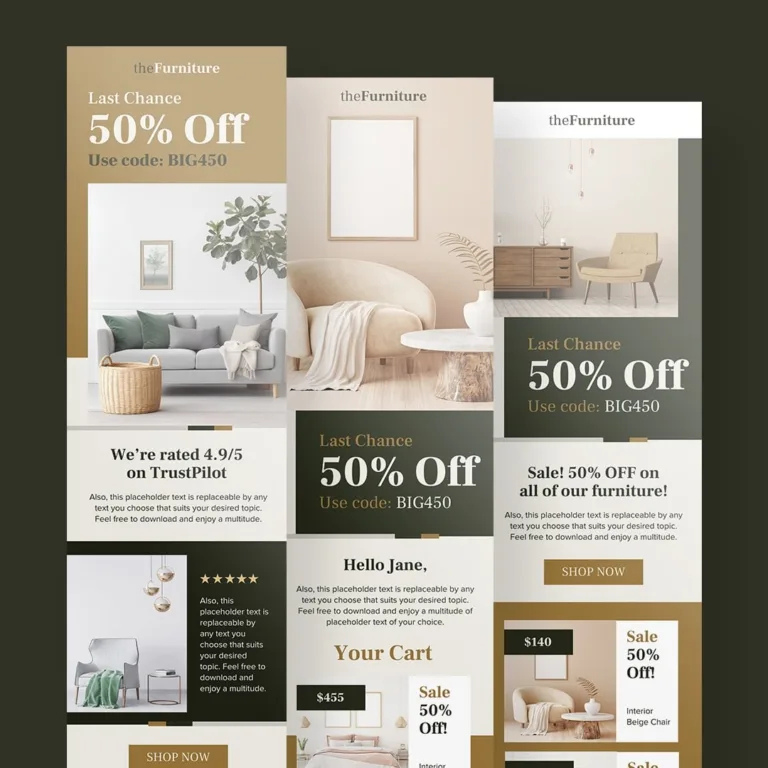 theFurniture
Last Chance
50% Off
Use code: BIG450
We're rated 4.9/5
on TrustPilot
Also, this placeholder text is replaceable by any
text you choose that suits your desired topic.
Feel free to download and enjoy a multitude.
Also, this
placeholder text is
replaceable by
any text you
choose that suits
your desired
topic. Feel free to
download and
enjoy a multitude.
SHOP NOW
theFurniture
Last Chance
50% Off
Use code: BIG450
Hello Jane,
Also, this placeholder text is replaceable by any
text you choose that suits your desired topic.
Feel free to download and enjoy a multitude of
placeholder text of your choice.
Your Cart
$455
Sale
50%
Off!
Interior
theFurniture
Last Chance
50% Off
Use code: BIG450
Sale! 50% OFF on
all of our furniture!
Also, this placeholder text is replaceable by any
text you choose that suits your desired topic.
Feel free to download and enjoy a multitude.
SHOP NOW
$140
Sale
50%
Off!
Interior
Beige Chair
Sale